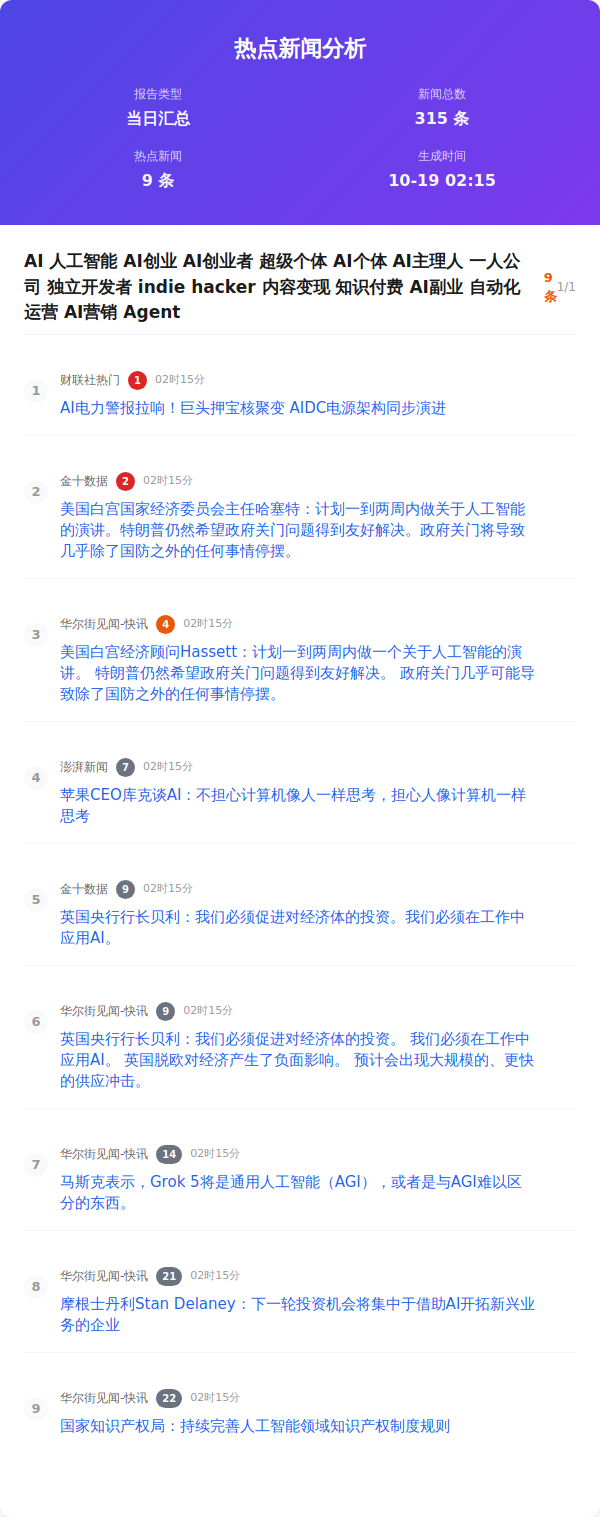 热点新闻分析
报告类型
新闻总数
当日汇总
315 条
热点新闻
生成时间
9 条
10-19 02:15
AI 人工智能 AI创业 AI创业者 超级个体 AI个体 AI主理人 一人公
司 独立开发者 indie hacker 内容变现 知识付费 AI副业 自动化
运营 AI营销 Agent
9
条
1/1
1
财联社热门 1 02时15分
AI电力警报拉响！巨头押宝核聚变 AIDC电源架构同步演进
2
金十数据 2 02时15分
美国白宫国家经济委员会主任哈塞特：计划一到两周内做关于人工智能
的演讲。特朗普仍然希望政府关门问题得到友好解决。政府关门将导致
几乎除了国防之外的任何事情停摆。
3
华尔街见闻-快讯 4 02时15分
美国白宫经济顾问Hassett：计划一到两周内做一个关于人工智能的演
讲。 特朗普仍然希望政府关门问题得到友好解决。 政府关门几乎可能导
致除了国防之外的任何事情停摆。
4
澎湃新闻 7 02时15分
苹果CEO库克谈AI：不担心计算机像人一样思考，担心人像计算机一样
思考
5
金十数据 9 02时15分
英国央行行长贝利：我们必须促进对经济体的投资。我们必须在工作中
应用AI。
6
华尔街见闻-快讯 9 02时15分
英国央行行长贝利：我们必须促进对经济体的投资。 我们必须在工作中
应用AI。 英国脱欧对经济产生了负面影响。 预计会出现大规模的、更快
的供应冲击。
7
华尔街见闻-快讯 14 02时15分
马斯克表示，Grok 5将是通用人工智能（AGI），或者是与AGI难以区
分的东西。
8
华尔街见闻-快讯 21 02时15分
摩根士丹利Stan Delaney：下一轮投资机会将集中于借助AI开拓新兴业
务的企业
9
华尔街见闻-快讯 22 02时15分
国家知识产权局：持续完善人工智能领域知识产权制度规则